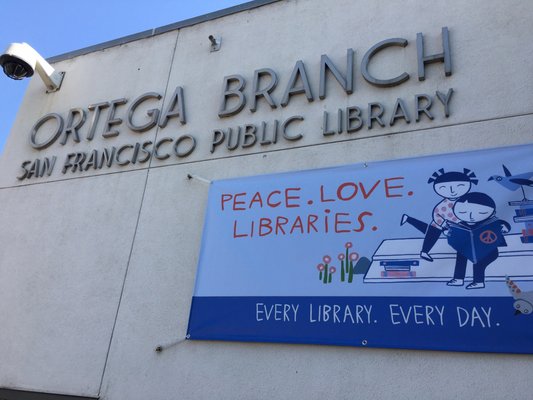 ORTEGA BRANCH
SAN FRANCISCO PUBLIC LIBRARY
PEACE. LOVE.
LIBRARIES.
EVERY LIBRARY. EVERY DAY.